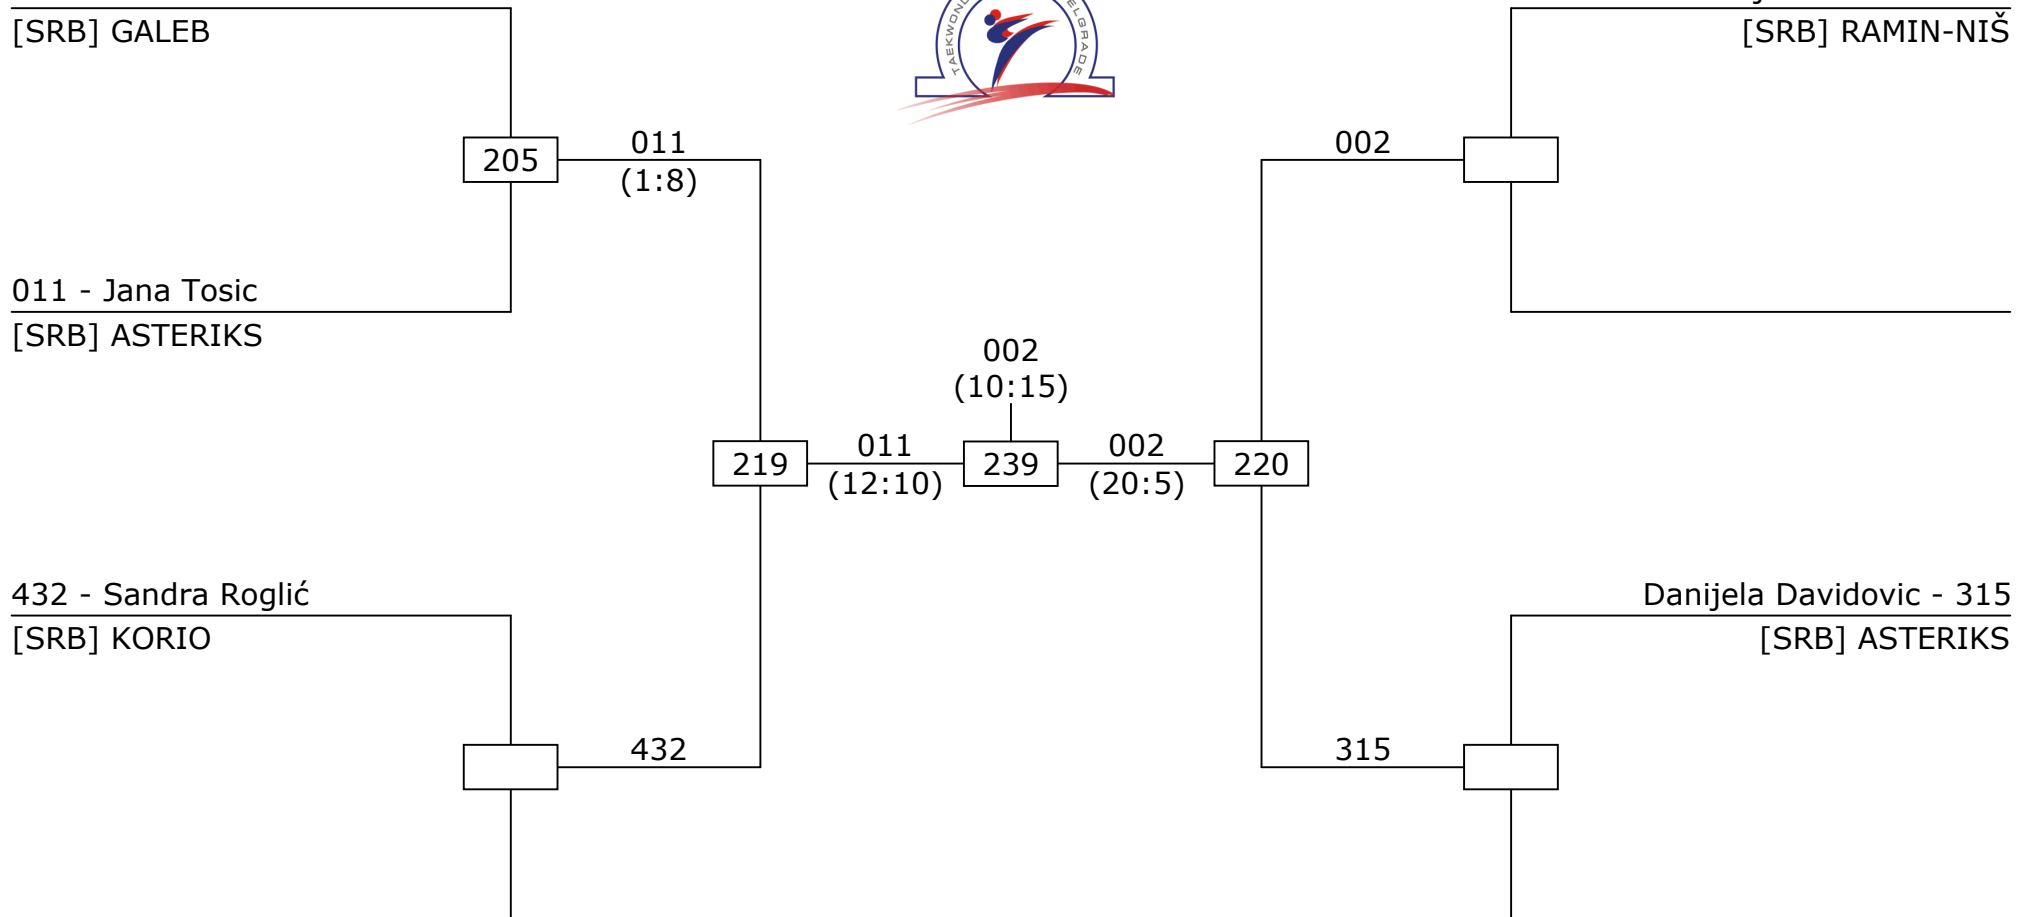 [SRB] GALEB
[SRB] RAMIN-NIŠ
205
011
(1:8)
002
011 - Jana Tosic
[SRB] ASTERIKS
002
(10:15)
219
011
(12:10)
239
002
(20:5)
220
432 - Sandra Roglić
[SRB] KORIO
Danijela Davidovic - 315
[SRB] ASTERIKS
432
315